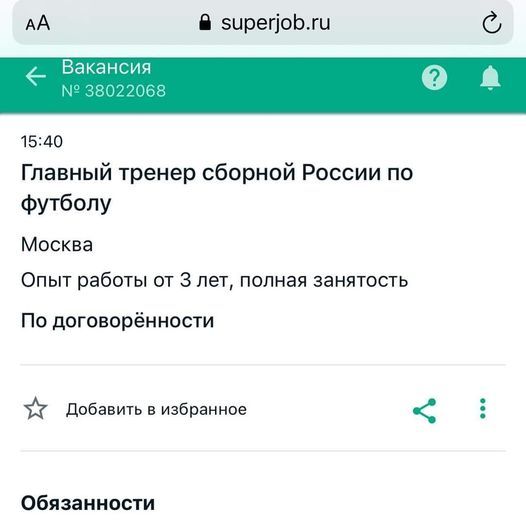 AA superjob.ru
Вакансия
№ 38022068
15:40
Главный тренер сборной России по
футболу
Москва
Опыт работы от 3 лет, полная занятость
По договорённости
Добавить в избранное
Обязанности